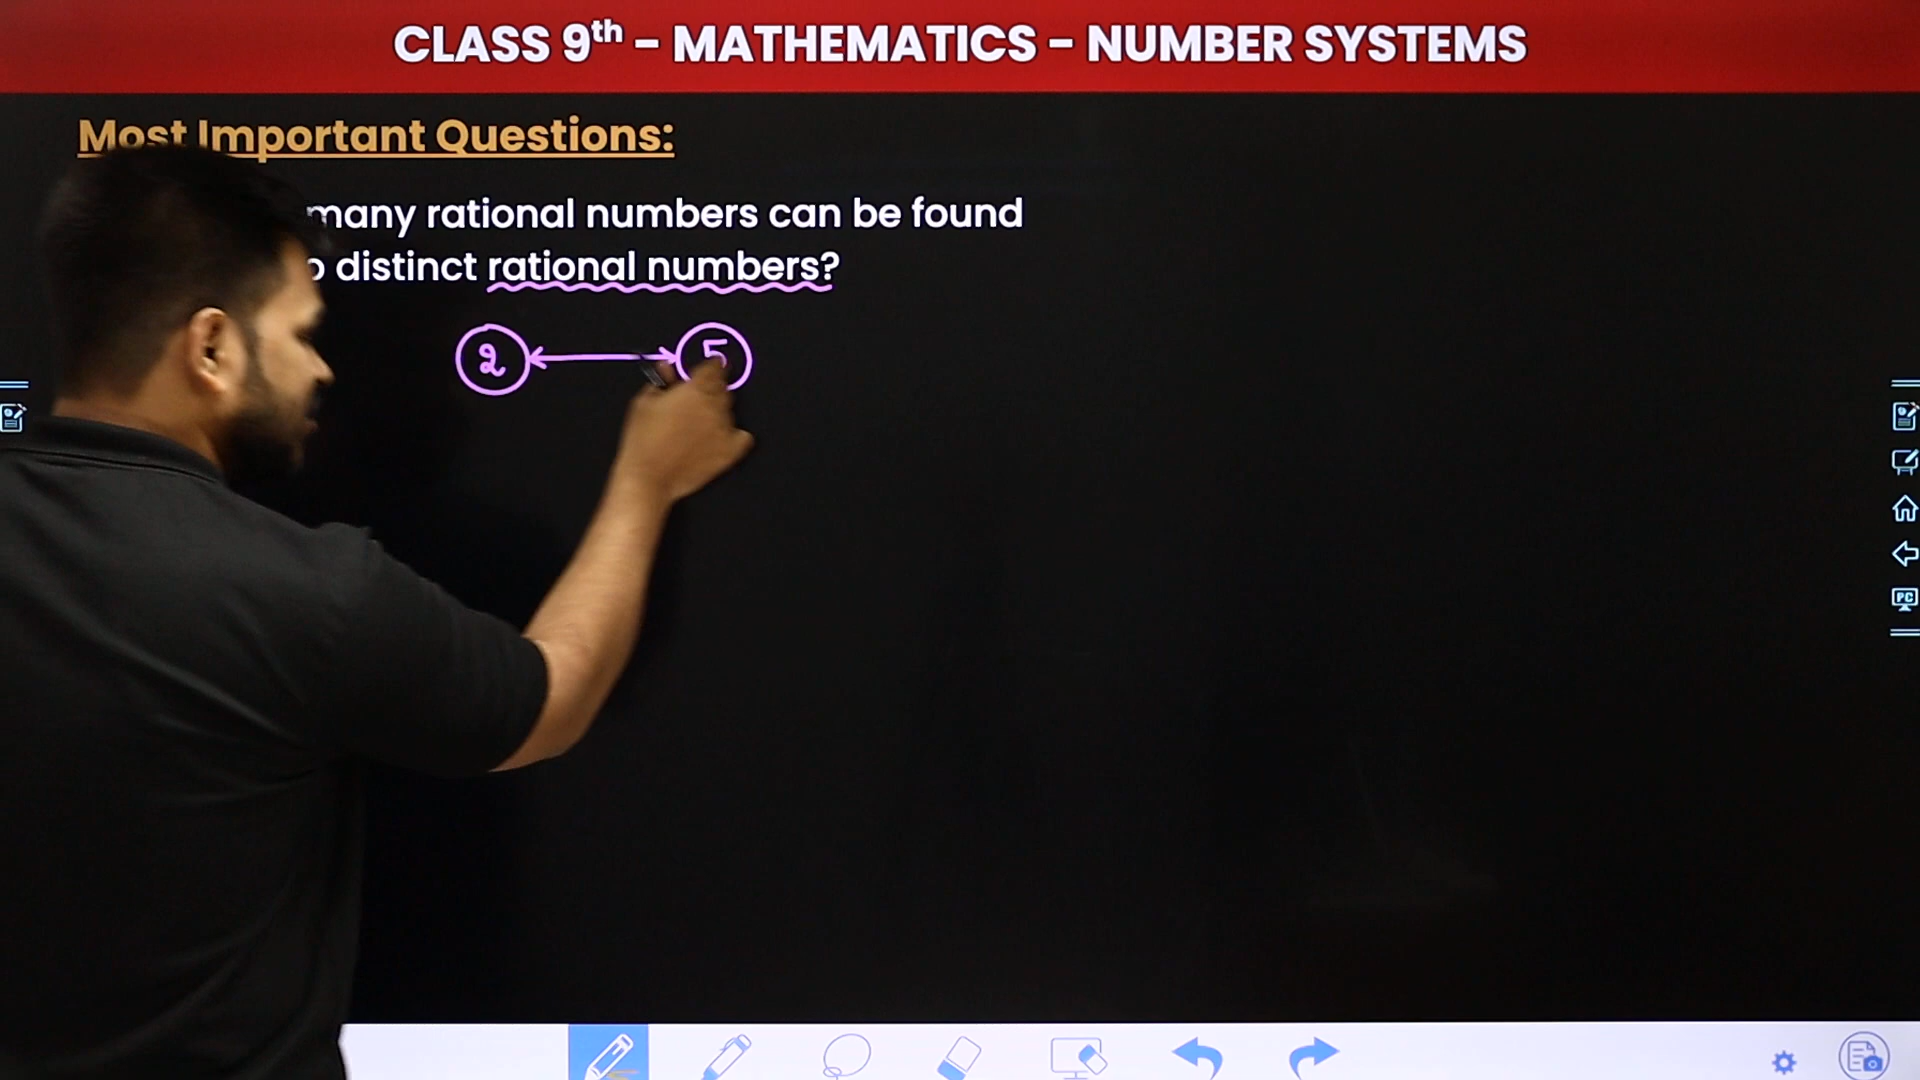 CLASS 9th - MATHEMATICS - NUMBER SYSTEMS
Most Important Questions:
many rational numbers can be found
distinct rational numbers?
2 5
PC